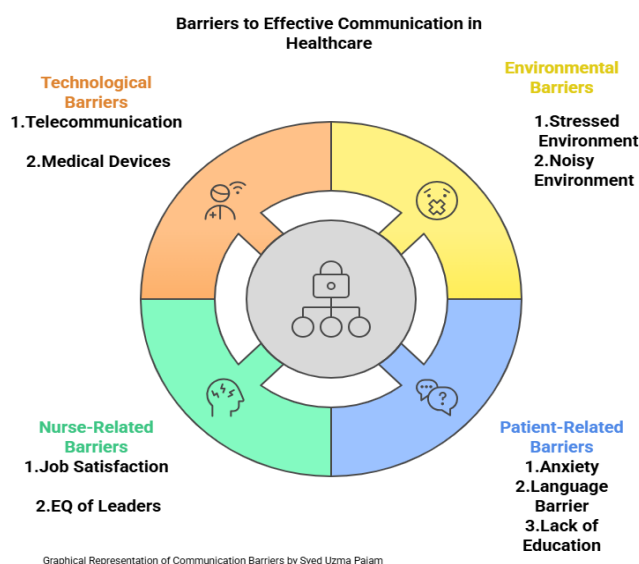 Barriers to Effective Communication in
Healthcare
Technological
Barriers
1.Telecommunication
2.Medical Devices
Environmental
Barriers
1.Stressed
Environment
2.Noisy
Environment
?
Nurse-Related
Barriers
1.Job Satisfaction
2.EQ of Leaders
Patient-Related
Barriers
1.Anxiety
2.Language
Barrier
3.Lack of
Education
Graphical Representation of Communication Barriers by Syed Uzma Paiam